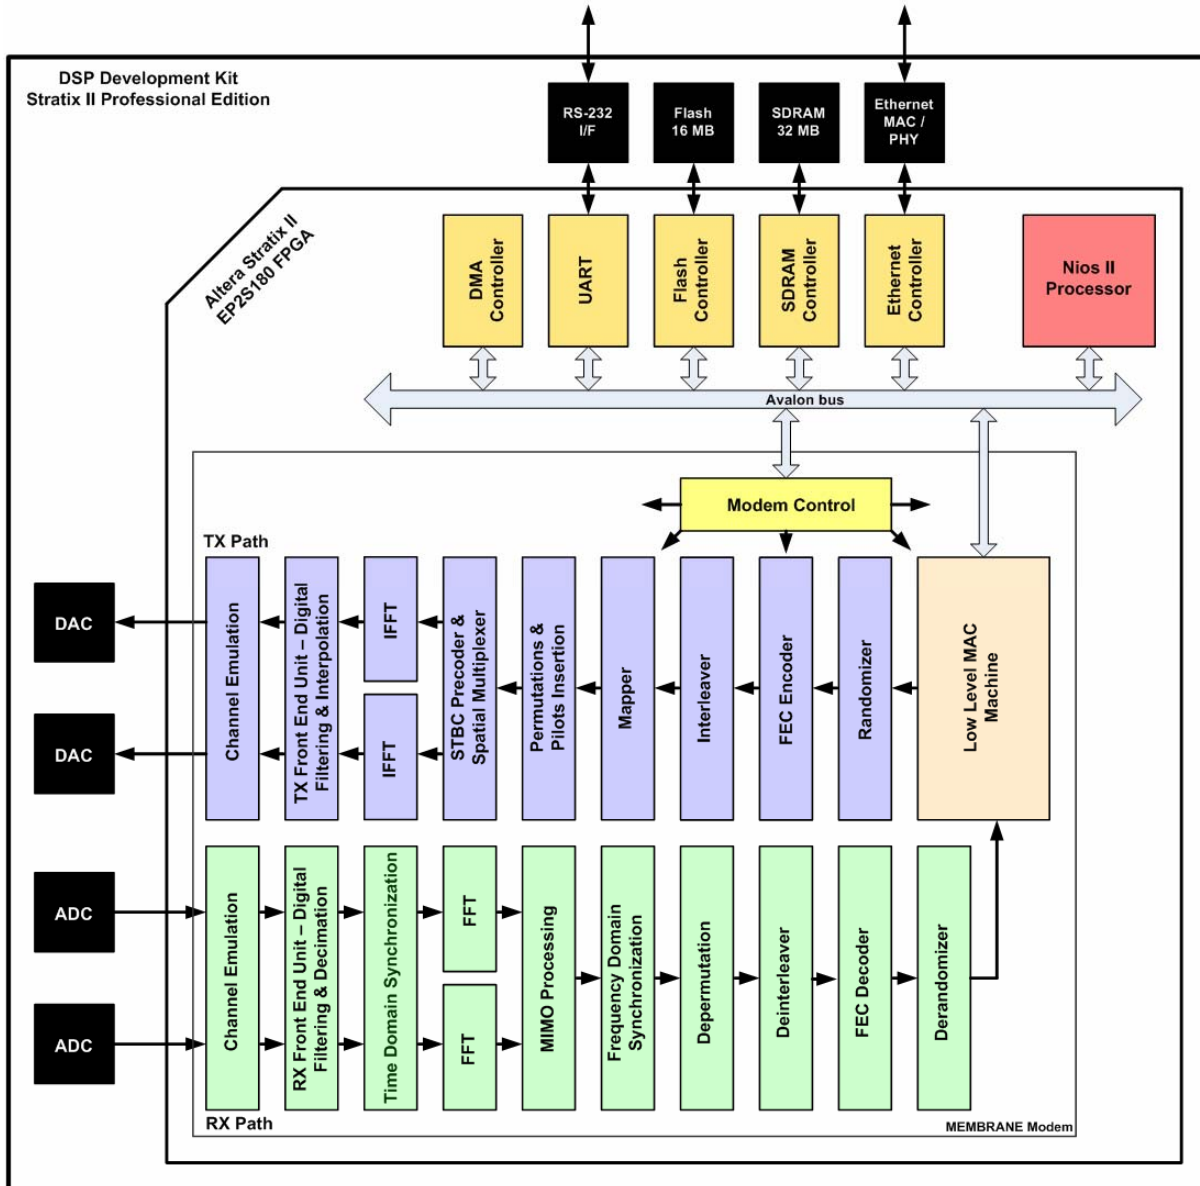 DSP Development Kit
Stratix II Professional Edition
RS-232
I/F
Flash
16 MB
SDRAM
32 MB
Ethernet
MAC /
PHY
Altera Stratix II
EP2S180 FPGA
DMA
Controller
UART
Flash
Controller
SDRAM
Controller
Ethernet
Controller
Nios II
Processor
Avalon bus
Modem Control
TX Path
DAC
DAC
Channel Emulation
TX Front End Unit – Digital
Filtering & Interpolation
IFFT
IFFT
STBC Precoder &
Spatial Multiplexer
Permutations &
Pilots Insertion
Mapper
Interleaver
FEC Encoder
Randomizer
Low Level MAC
Machine
ADC
ADC
Channel Emulation
RX Front End Unit – Digital
Filtering & Decimation
Time Domain Synchronization
FFT
FFT
MIMO Processing
Frequency Domain
Synchronization
Depermutation
Deinterleaver
FEC Decoder
Derandomizer
RX Path
MEMBRANE Modem